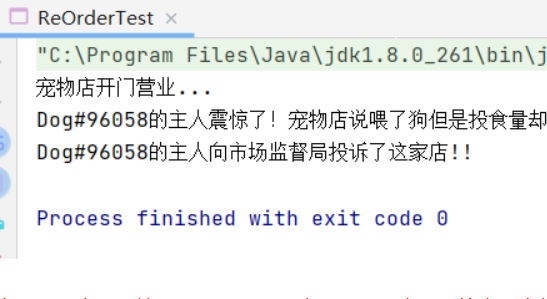 ReOrderTest
"C:\Program Files\Java\jdk1.8.0_261\bin\j
宠物店开门营业...
Dog#96058的主人震惊了！宠物店说喂了狗但是投食量却
Dog#96058的主人向市场监督局投诉了这家店!!
Process finished with exit code 0